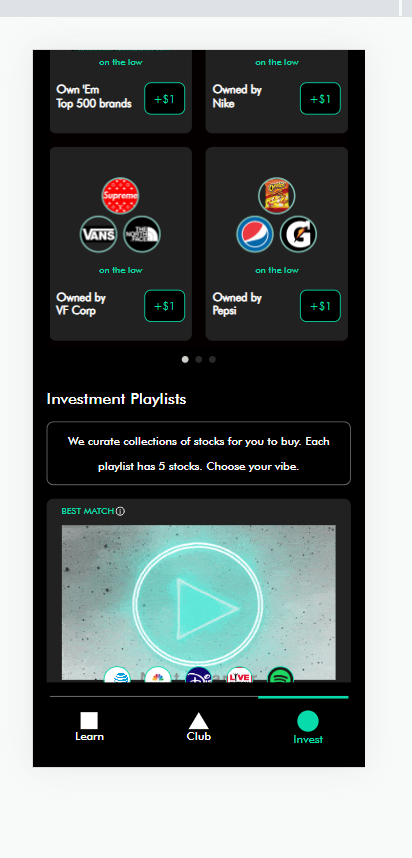 on the low
on the low
Own 'Em
Top 500 brands
+$1
Owned by
Nike
+$1
Supreme
VANS
THE
NORTH
FACE
on the low
on the low
Owned by
VF Corp
+$1
Owned by
Pepsi
+$1
Investment Playlists
We curate collections of stocks for you to buy. Each
playlist has 5 stocks. Choose your vibe.
BEST MATCH
LIVE
Learn
Club
Invest